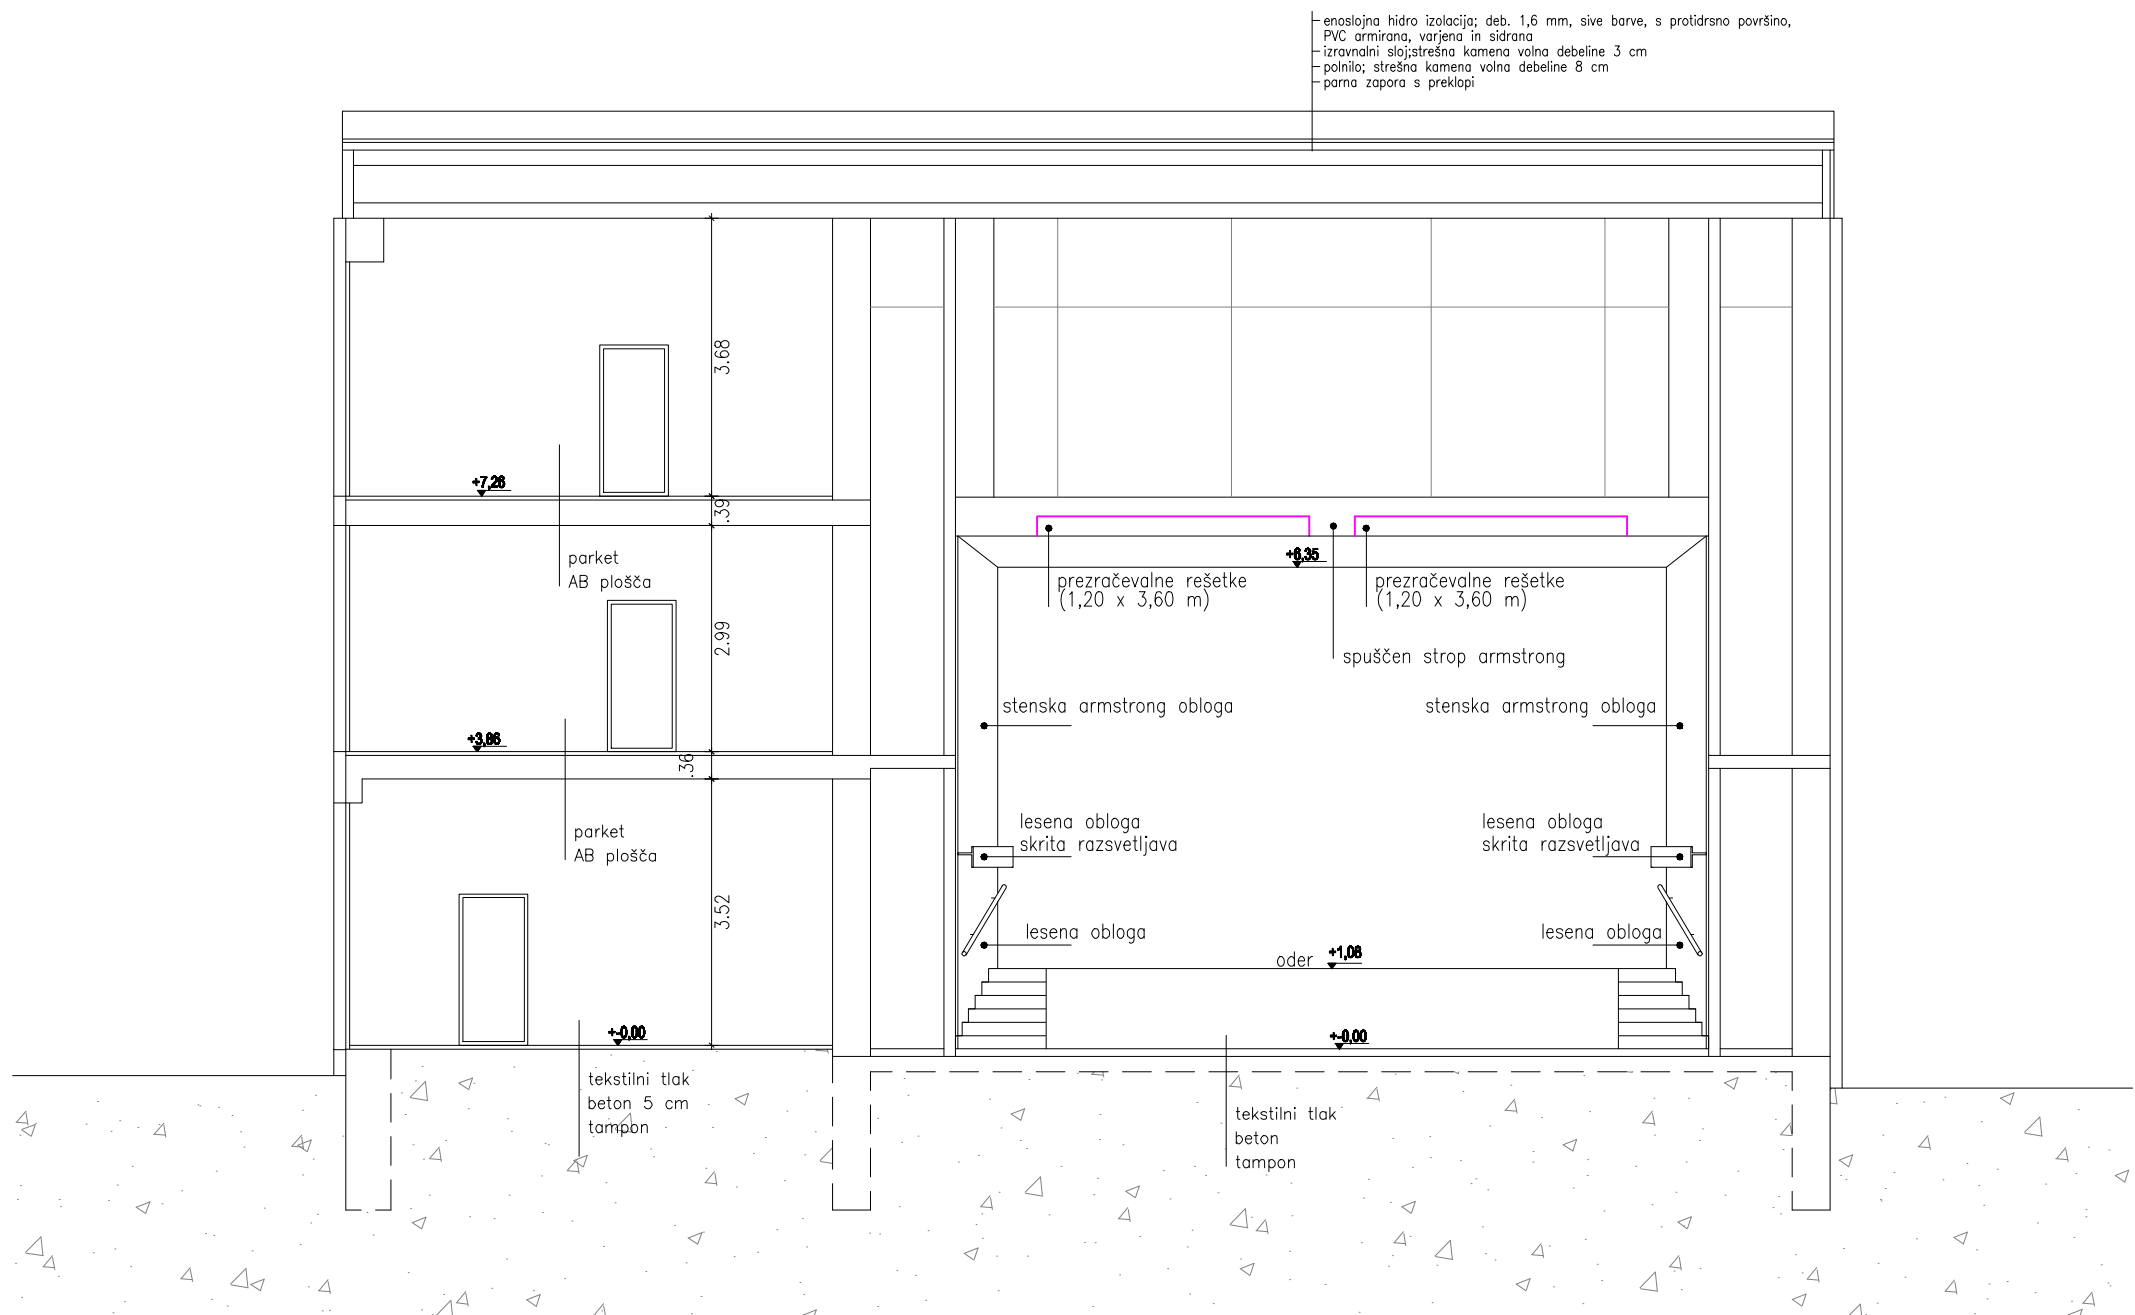 enoslojna hidro izolacija; deb. 1,6 mm, sive barve, s protidrsno površino,
PVC armirana, varjena in sidrana
izravnalni sloj;strešna kamena volna debeline 3 cm
polnilo; strešna kamena volna debeline 8 cm
parna zapora s preklopi
3.68
+7,26
.39
parket
AB plošča
+6,35
prezračevalne rešetke
(1,20 x 3,60 m)
prezračevalne rešetke
(1,20 x 3,60 m)
2.99
spuščen strop armstrong
stenska armstrong obloga
stenska armstrong obloga
+3,86
.36
parket
AB plošča
lesena obloga
skrita razsvetljava
lesena obloga
skrita razsvetljava
3.52
lesena obloga
lesena obloga
oder
+1,06
+-0,00
+-0,00
tekstilni tlak
beton 5 cm
tampon
tekstilni tlak
beton
tampon